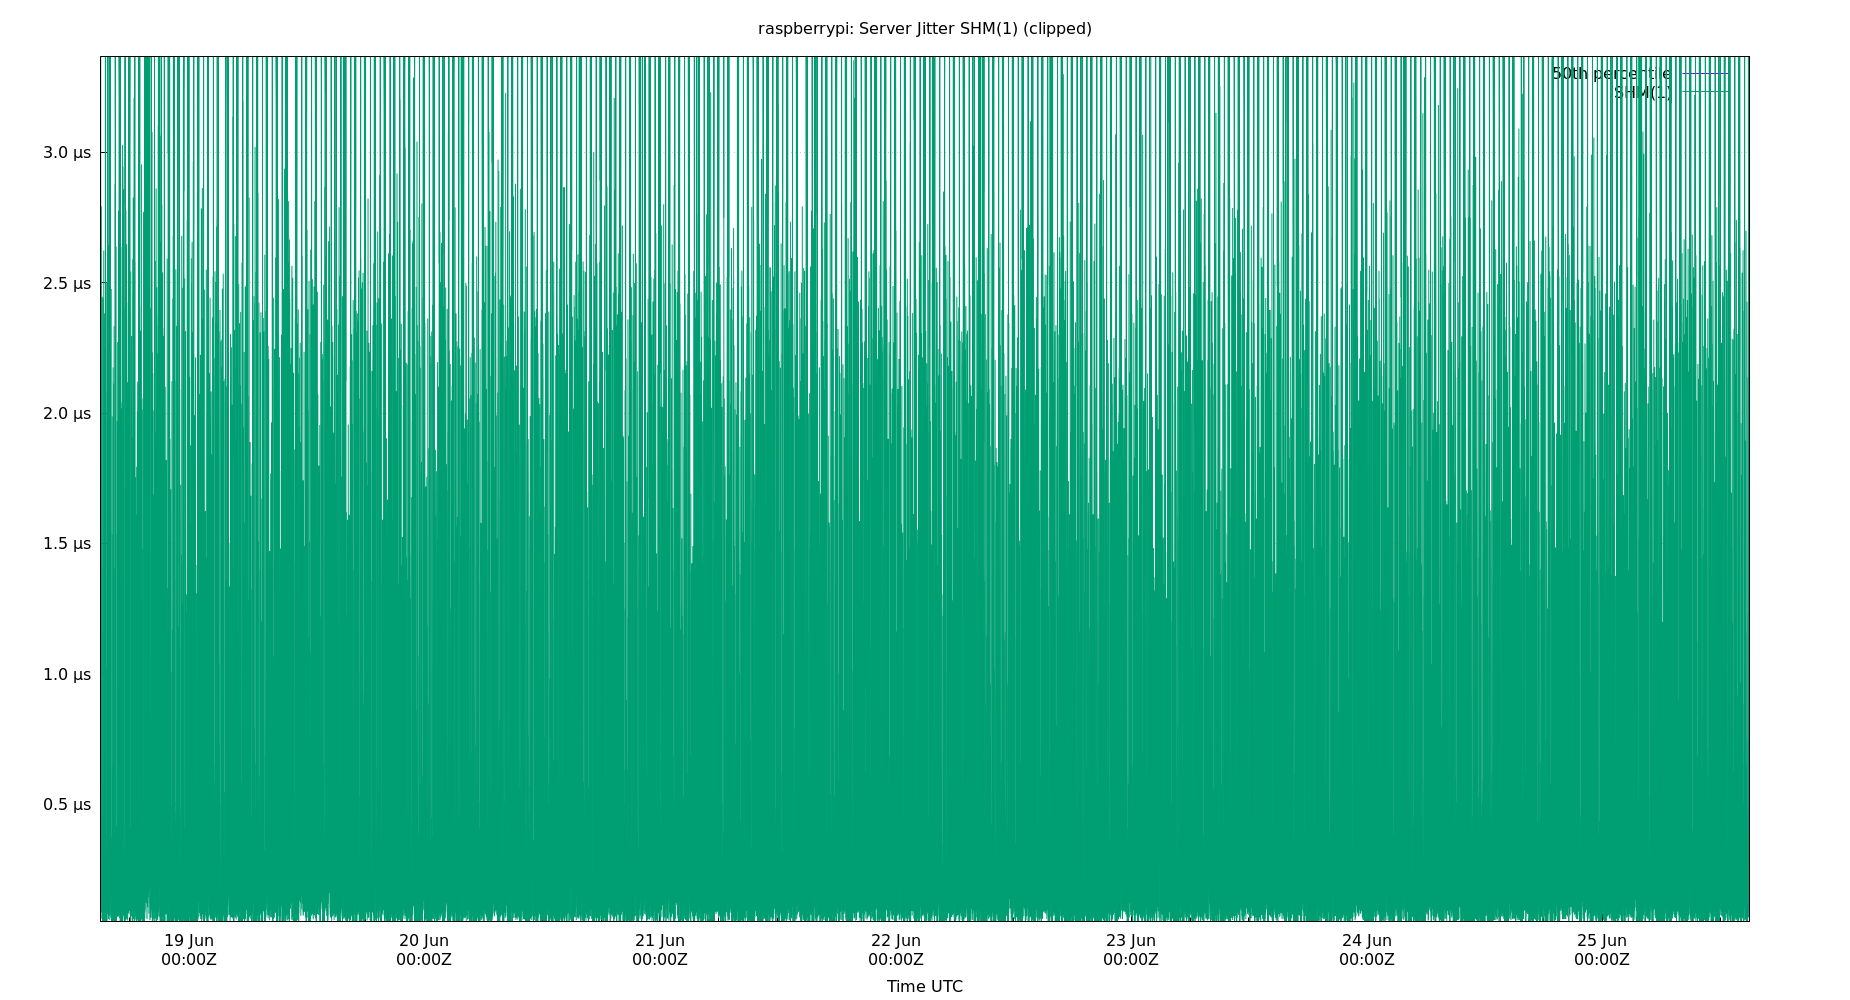 raspberrypi: Server Jitter SHM(1) (clipped)
50th percentile
SHM(1)
3.0 µs
2.5 µs
2.0 µs
1.5 µs
1.0 µs
0.5 µs
19 Jun 20 Jun 21 Jun 22 Jun 23 Jun 24 Jun 25 Jun
00:00Z 00:00Z 00:00Z 00:00Z 00:00Z 00:00Z 00:00Z
Time UTC